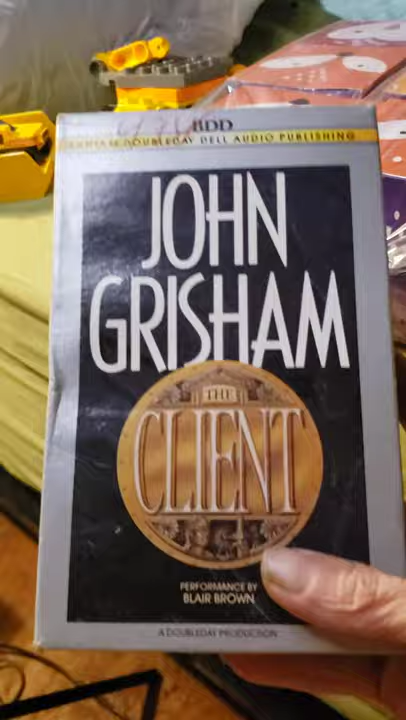 BDD
BANTAM DOUBLEDAY DELL AUDIO PUBLISHING
JOHN
GRISHAM
THE
CLIENT
PERFORMANCE BY
BLAIR BROWN
A DOUBLEDAY PRODUCTION